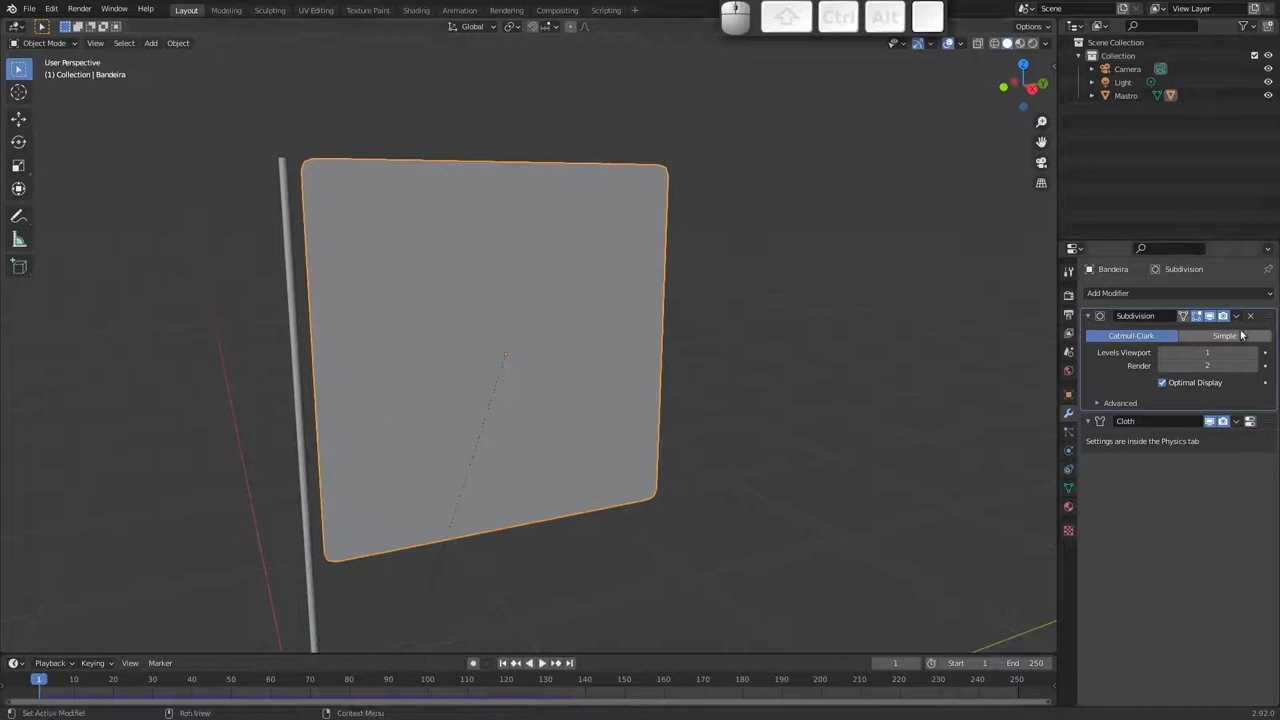 File Edit Render Window Help
Layout Modeling Sculpting UV Editing Texture Paint Shading Animation Rendering Compositing Scripting +
Ctrl Alt
Scene
View Layer
Global
Options
Object Mode View Select Add Object
User Perspective
(1) Collection | Bandeira
Z
Y
X
Scene Collection
Collection
Camera
Light
Mastro
Bandeira Subdivision
Add Modifier
Subdivision
Catmull-Clark Simple
Levels Viewport 1
Render 2
Optimal Display
Advanced
Cloth
Settings are inside the Physics tab
Playback Keying View Marker
1 Start 1 End 250
1 10 20 30 40 50 60 70 80 90 100 110 120 130 140 150 160 170 180 190 200 210 220 230 240 250
Set Active Modifier Pan View Context Menu 2.92.0